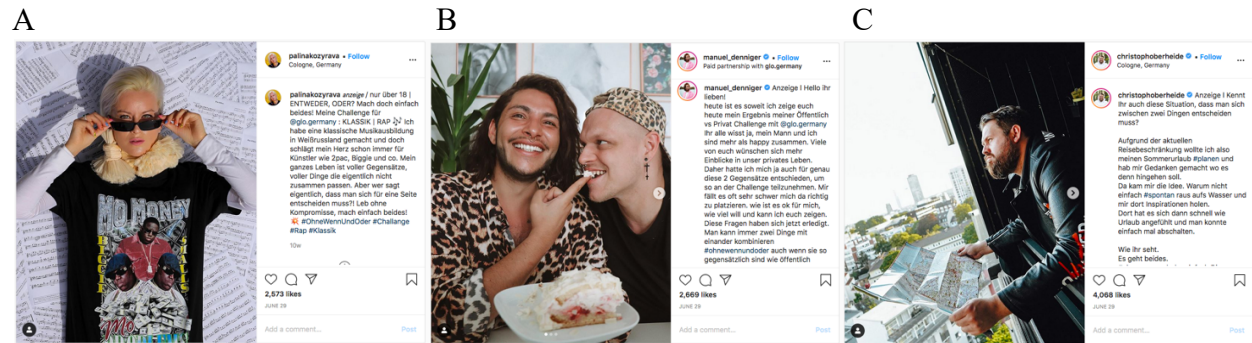 A
palinakozyrava • Follow
Cologne, Germany
palinakozyrava anzeige / nur über 18 |
ENTWEDER, ODER? Mach doch einfach
beides! Meine Challenge für
@glo.germany : KLASSIK | RAP 🎶 Ich
habe eine klassische Musikausbildung
in Weißrussland gemacht und doch
schlägt mein Herz schon immer für
Künstler wie 2pac, Biggie und co. Mein
ganzes Leben ist voller Gegensätze,
voller Dinge die eigentlich nicht
zusammen passen. Aber wer sagt
eigentlich, dass man sich für eine Seite
entscheiden muss?! Leb ohne
Kompromisse, mach einfach beides!
💥 #OhneWennUndOder #Challange
#Rap #Klassik
10w
2,573 likes
JUNE 28
Add a comment... Post
NO MONEY
B
manuel_denniger • Follow
Paid partnership with glo.germany
manuel_denniger Anzeige I Hello ihr
lieben!
heute ist es soweit ich zeige euch
heute mein Ergebnis meiner Öffentlich
vs Privat Challenge mit @glo.germany
Ihr alle wisst ja, mein Mann und ich
sind mehr als happy zusammen. Viele
von euch wünschen sich mehr
Einblicke in unser privates Leben.
Daher hatte ich mich ja auch für genau
diese 2 Gegensätze entschieden, um
so an der Challenge teilzunehmen. Mir
fällt es oft sehr schwer mich da richtig
zu platzieren. wie ist es ok für mich,
wie viel will und kann ich euch zeigen.
Diese Fragen haben sich jetzt erledigt.
Man kann immer zwei Dinge mit
einander kombinieren
#ohnewennundoder auch wenn sie so
gegensätzlich sind wie öffentlich
2,669 likes
JUNE 29
Add a comment... Post
C
christophoberheide • Follow
Cologne, Germany
christophoberheide Anzeige I Kennt
Ihr auch diese Situation, dass man sich
zwischen zwei Dingen entscheiden
muss?
Aufgrund der aktuellen
Reisebeschränkung wollte ich also
meinen Sommerurlaub #planen und
hab mir Gedanken gemacht wo es
denn hingehen soll.
Da kam mir die Idee. Warum nicht
einfach #spontan raus aufs Wasser und
mir dort inspirationen holen.
Dort hat es sich dann schnell wie
Urlaub angefühlt und man konnte
einfach mal abschalten.
Wie ihr seht.
Es geht beides.
4,068 likes
JUNE 29
Add a comment... Post